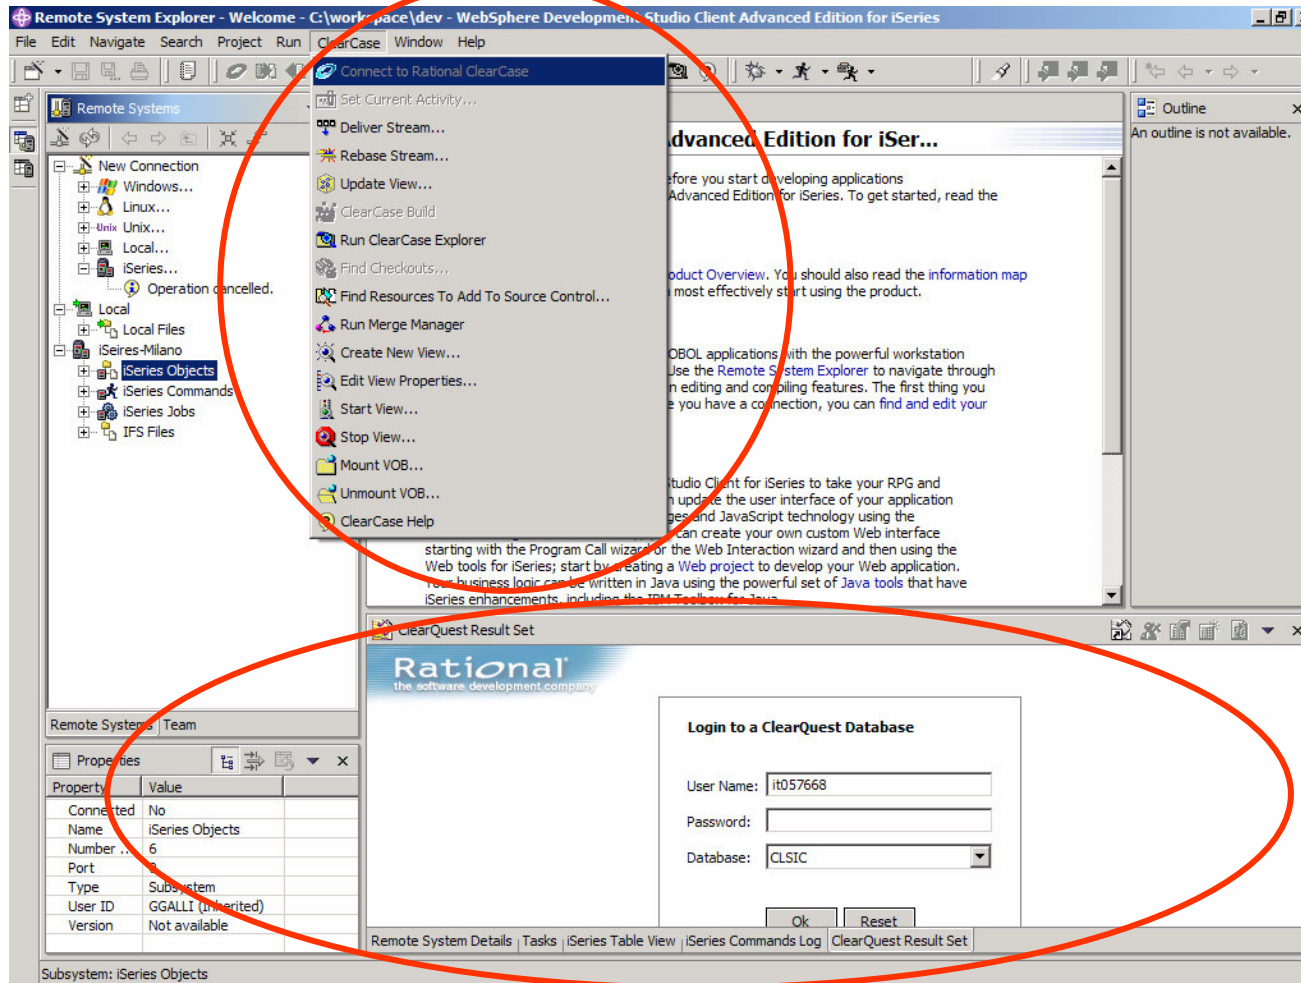 Remote System Explorer - Welcome - C:\workspace\dev - WebSphere Development Studio Client Advanced Edition for iSeries
File Edit Navigate Search Project Run ClearCase Window Help
Remote Systems
New Connection
Windows...
Linux...
Unix Unix...
Local...
iSeries...
Operation cancelled.
Local
Local Files
iSeires-Milano
iSeries Objects
iSeries Commands
iSeries Jobs
IFS Files
Remote Systems Team
Connect to Rational ClearCase
Set Current Activity...
Deliver Stream...
Rebase Stream...
Update View...
ClearCase Build
Run ClearCase Explorer
Find Checkouts...
Find Resources To Add To Source Control...
Run Merge Manager
Create New View...
Edit View Properties...
Start View...
Stop View...
Mount VOB...
Unmount VOB...
ClearCase Help
dvanced Edition for iSer...
efore you start developing applications
Advanced Edition for iSeries. To get started, read the
oduct Overview. You should also read the information map
most effectively start using the product.
OBOL applications with the powerful workstation
Use the Remote System Explorer to navigate through
n editing and compiling features. The first thing you
e you have a connection, you can find and edit your
tudio Client for iSeries to take your RPG and
n update the user interface of your application
ges and JavaScript technology using the
can create your own custom Web interface
starting with the Program Call wizard or the Web Interaction wizard and then using the
Web tools for iSeries; start by creating a Web project to develop your Web application.
Your business logic can be written in Java using the powerful set of Java tools that have
iSeries enhancements, including the IBM Toolbox for Java.
Outline
An outline is not available.
Properties
Property Value
Connected No
Name iSeries Objects
Number ... 6
Port 0
Type Subsystem
User ID GGALLI (Inherited)
Version Not available
ClearQuest Result Set
Rational
the software development company
Login to a ClearQuest Database
User Name: it057668
Password:
Database: CLSIC
Ok Reset
Remote System Details Tasks iSeries Table View iSeries Commands Log ClearQuest Result Set
Subsystem: iSeries Objects